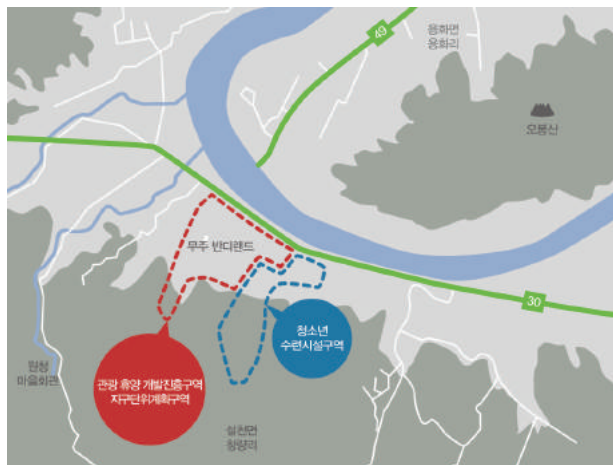 49
용화면
용화리
오봉산
무주 반디랜드
30
청소년
수련시설구역
원청
마을회관
관광 휴양 개발진흥구역
지구단위계획구역
설천면
청량리